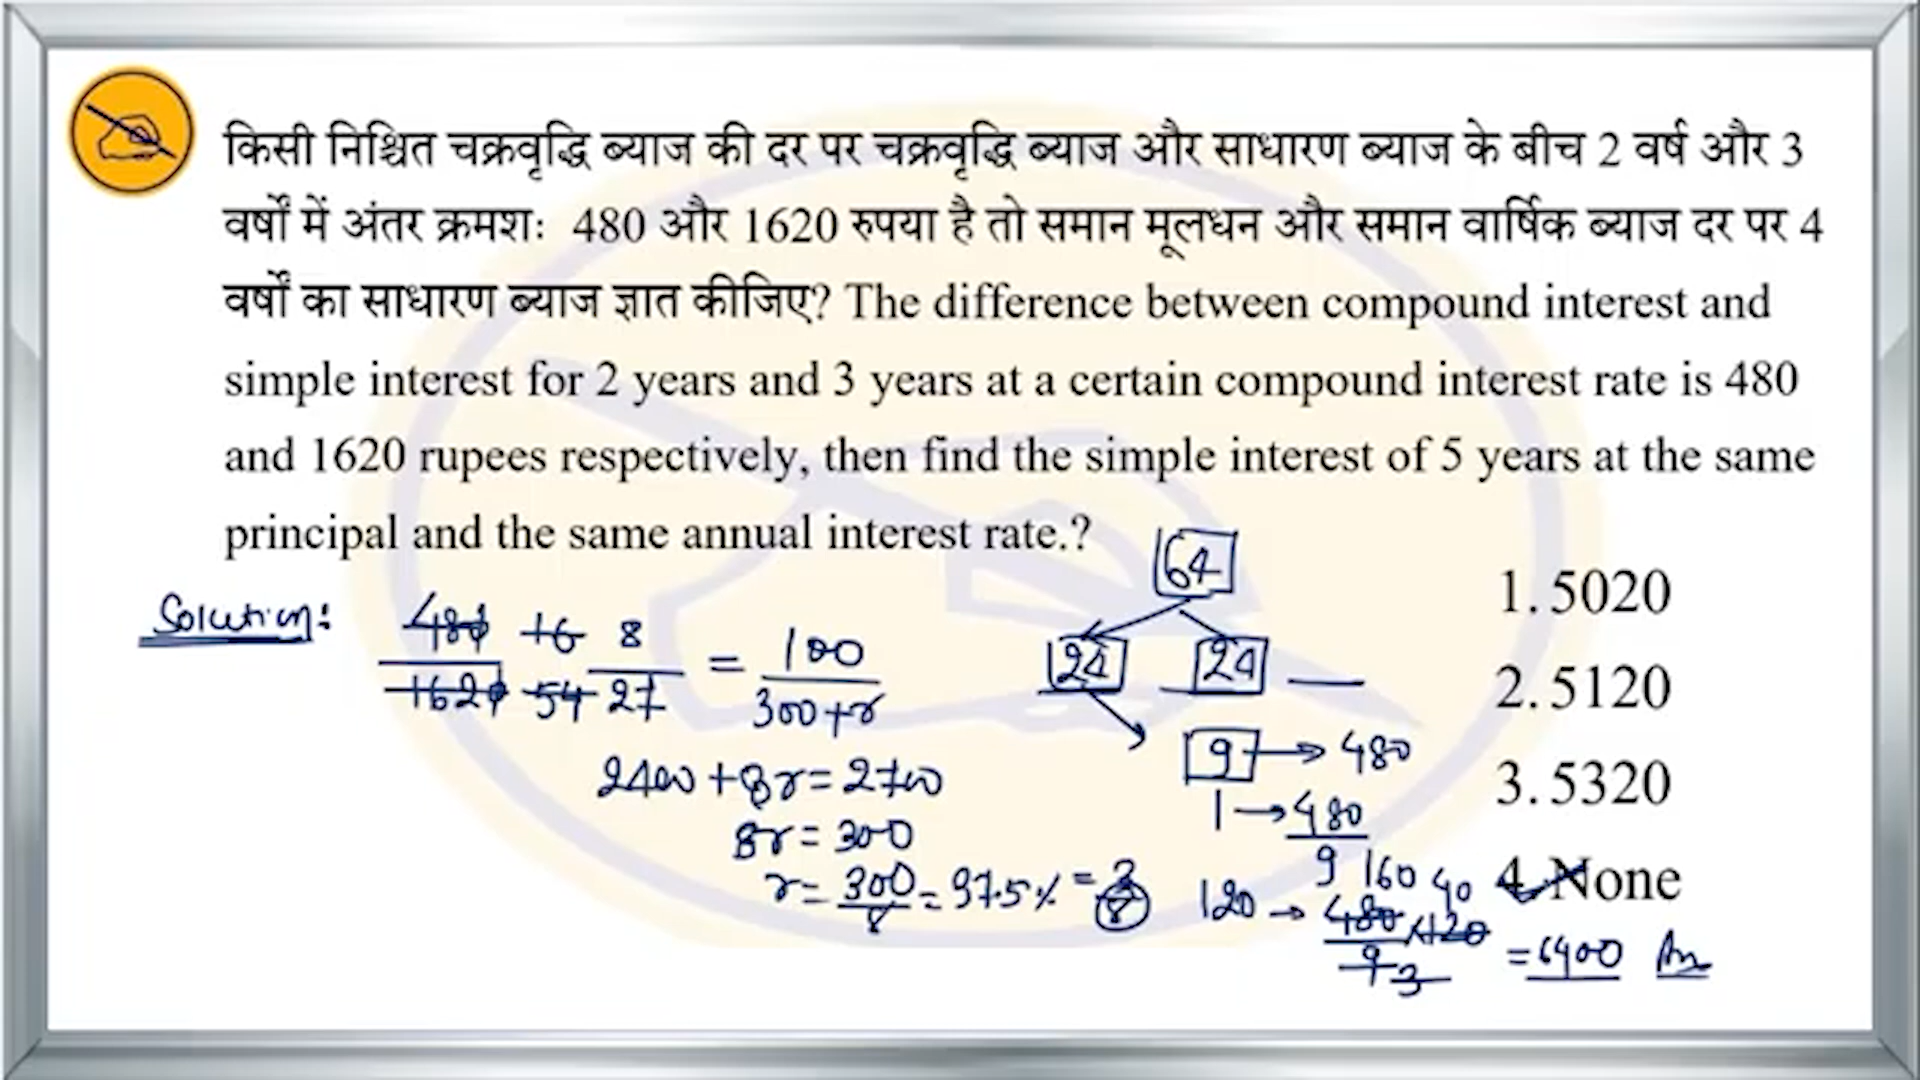 किसी निश्चित चक्रवृद्धि ब्याज की दर पर चक्रवृद्धि ब्याज और साधारण ब्याज के बीच 2 वर्ष और 3
वर्षों में अंतर क्रमशः 480 और 1620 रुपया है तो समान मूलधन और समान वार्षिक ब्याज दर पर 4
वर्षों का साधारण ब्याज ज्ञात कीजिए? The difference between compound interest and
simple interest for 2 years and 3 years at a certain compound interest rate is 480
and 1620 rupees respectively, then find the simple interest of 5 years at the same
principal and the same annual interest rate.?
1. 5020
2. 5120
3. 5320
4. None
Solution:
480 16 8 = 100
1620 54 27 300+r
2400 + 8r = 2700
8r = 300
r = 300 = 37.5% = 3
8 8
64
24 24
9 → 480
1 → 480
9 160 40
120 → 480 × 120 = 6400 Ans
9 3